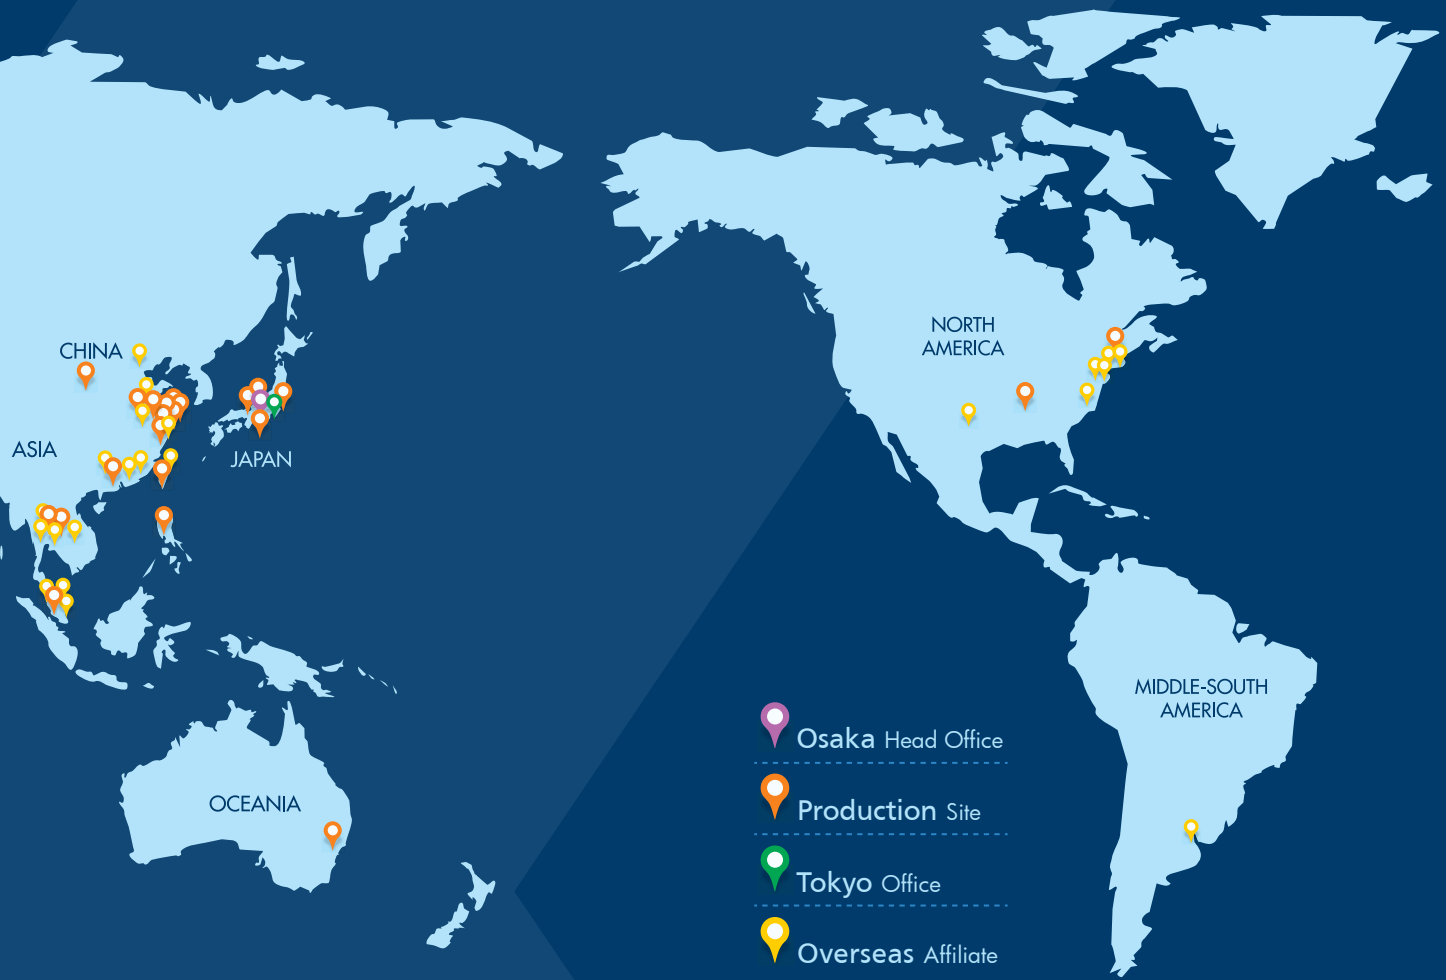 NORTH
AMERICA
CHINA
ASIA
JAPAN
MIDDLE-SOUTH
AMERICA
OCEANIA
Osaka Head Office
Production Site
Tokyo Office
Overseas Affiliate